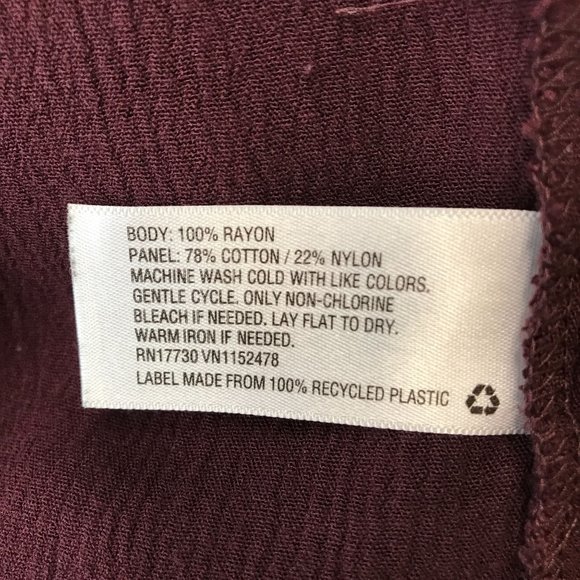 BODY: 100% RAYON
PANEL: 78% COTTON / 22% NYLON
MACHINE WASH COLD WITH LIKE COLORS.
GENTLE CYCLE. ONLY NON-CHLORINE
BLEACH IF NEEDED. LAY FLAT TO DRY.
WARM IRON IF NEEDED.
RN17730 VN1152478
LABEL MADE FROM 100% RECYCLED PLASTIC